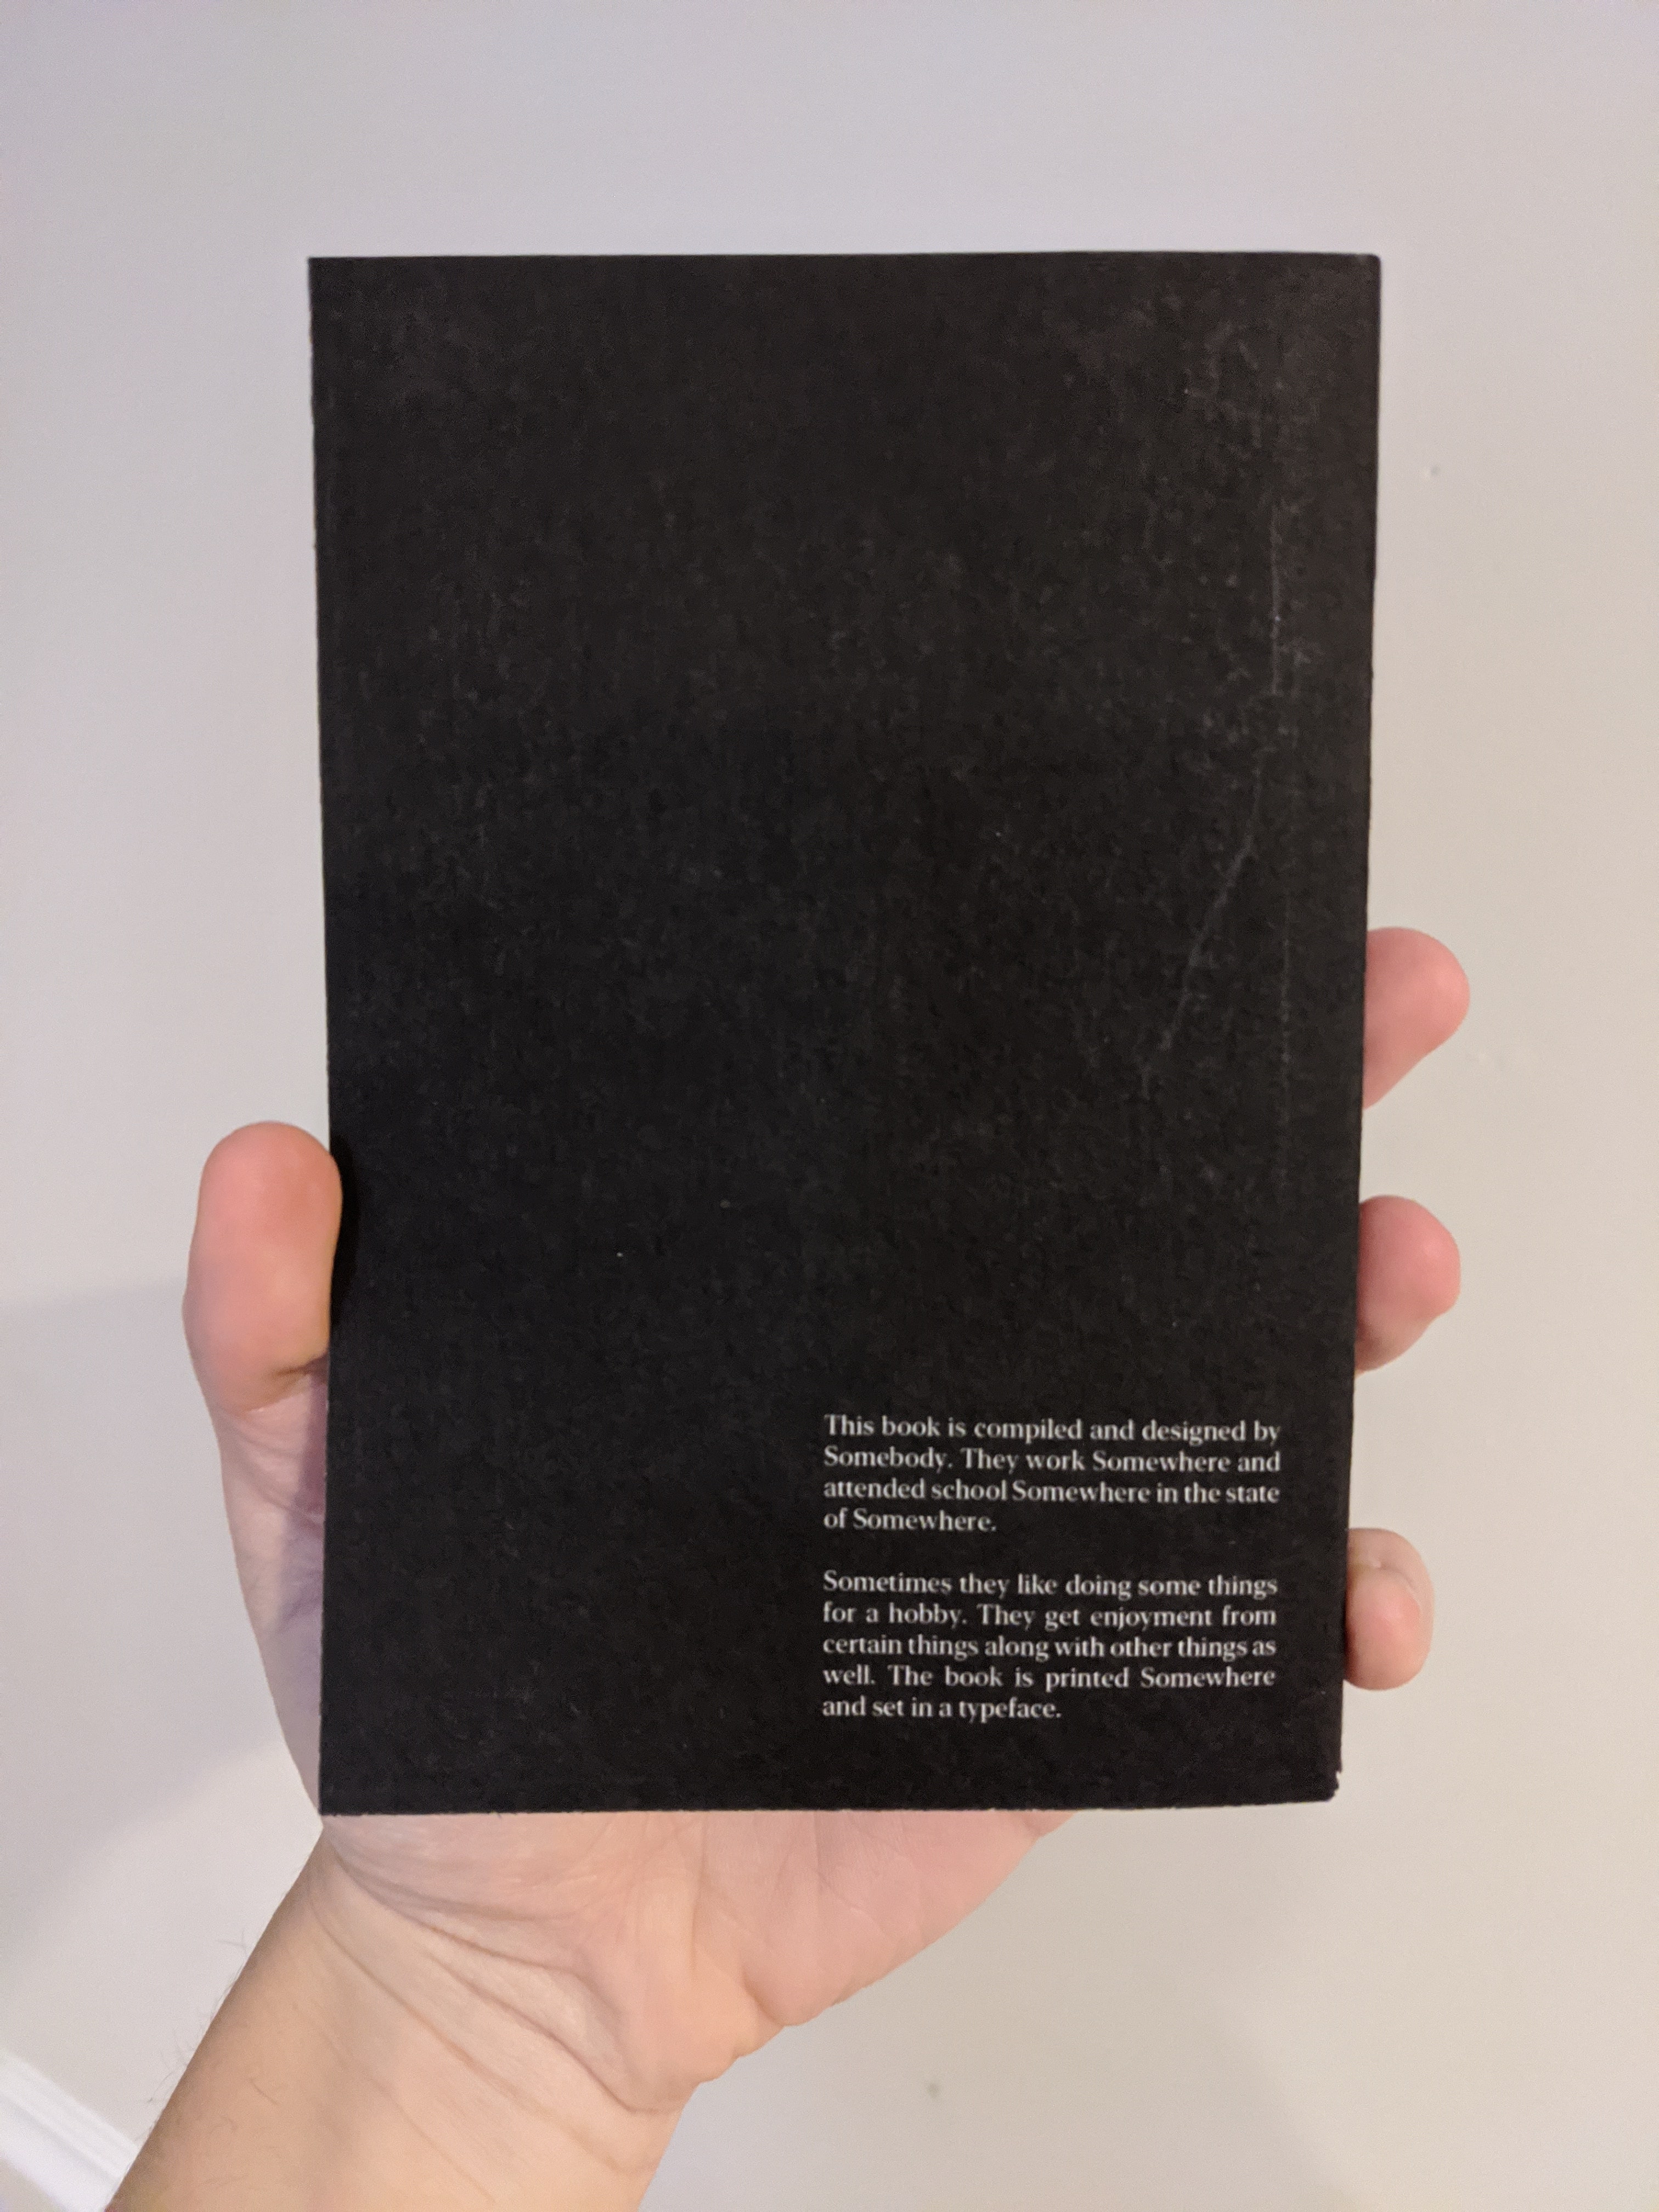 This book is compiled and designed by
Somebody. They work Somewhere and
attended school Somewhere in the state
of Somewhere.
Sometimes they like doing some things
for a hobby. They get enjoyment from
certain things along with other things as
well. The book is printed Somewhere
and set in a typeface.